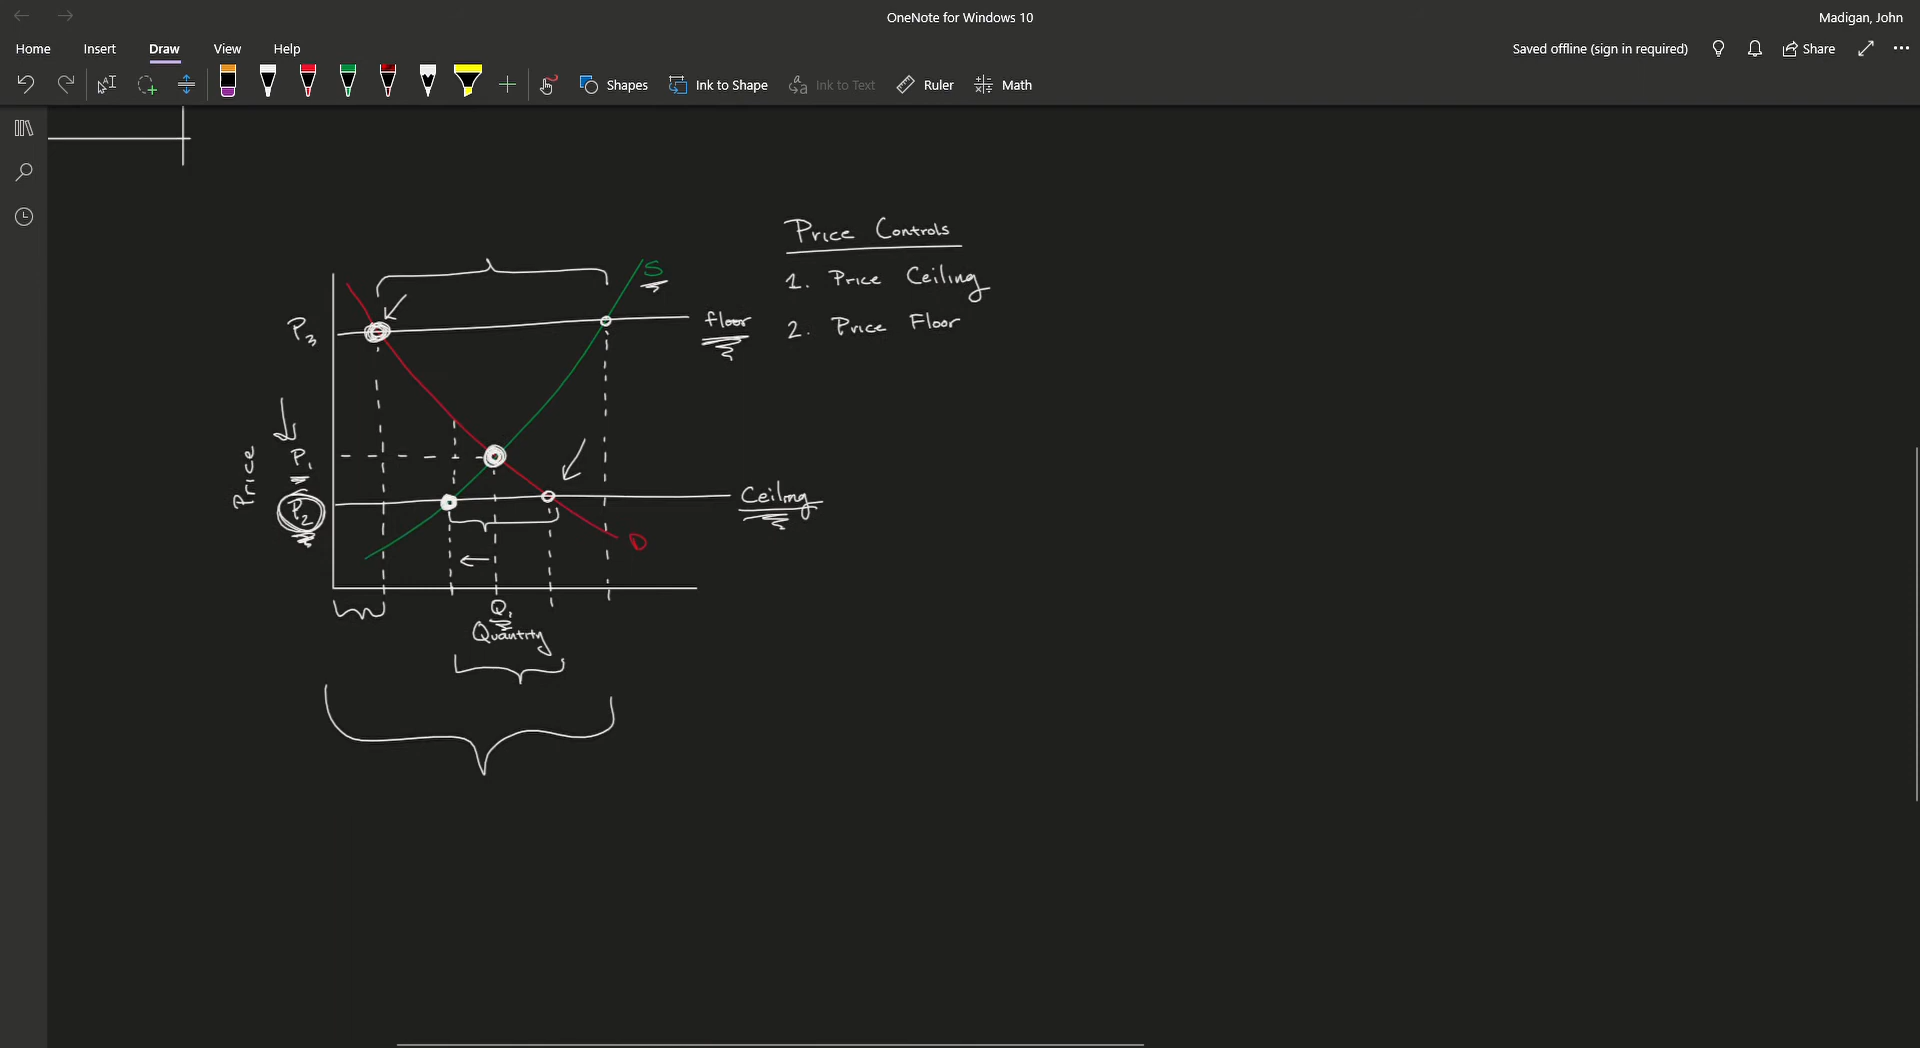 OneNote for Windows 10
Madigan, John
Home Insert Draw View Help
Saved offline (sign in required) Share
Shapes Ink to Shape Ink to Text Ruler Math
Price Controls
1. Price Ceiling
2. Price Floor
S
P3
floor
Price
P1
P2
Ceiling
D
Q1
Quantity